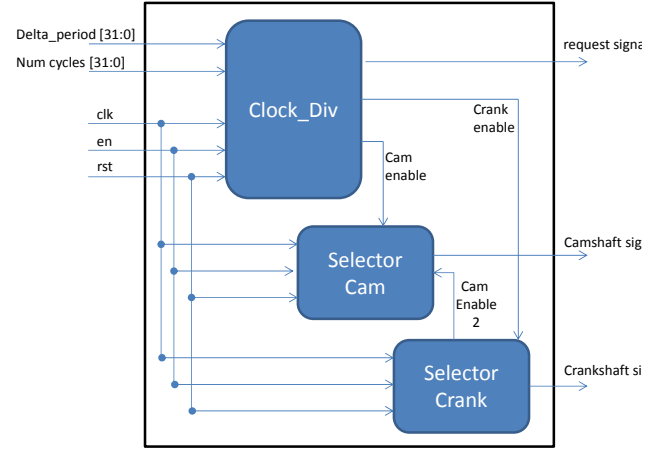 Delta_period [31:0]
Num cycles [31:0]
clk
en
rst
Clock_Div
request signa
Crank
enable
Cam
enable
Selector
Cam
Camshaft sig
Cam
Enable
2
Selector
Crank
Crankshaft si